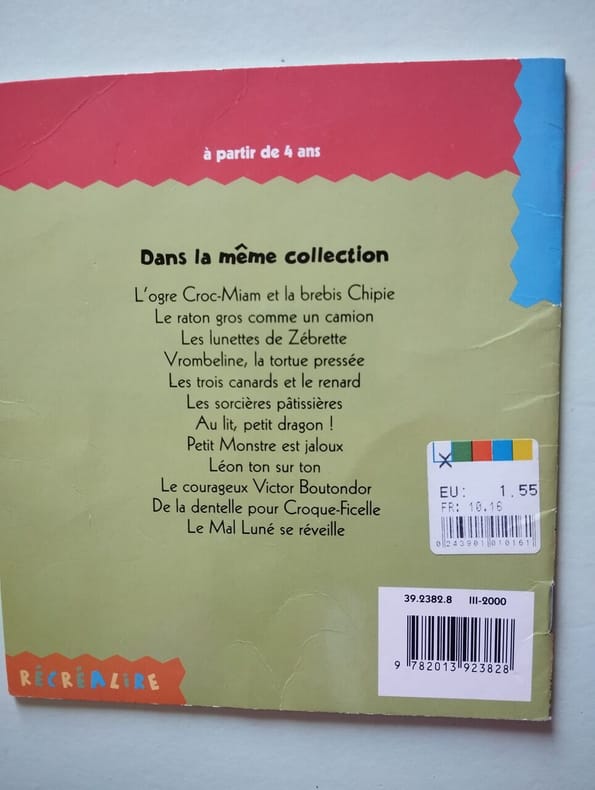 à partir de 4 ans
Dans la même collection
L'ogre Croc-Miam et la brebis Chipie
Le raton gros comme un camion
Les lunettes de Zébrette
Vrombeline, la tortue pressée
Les trois canards et le renard
Les sorcières pâtissières
Au lit, petit dragon !
Petit Monstre est jaloux
Léon ton sur ton
Le courageux Victor Boutondor
De la dentelle pour Croque-Ficelle
Le Mal Luné se réveille
EU: 1.55
FR: 10.16
0243901010161
39.2382.8 III-2000
9 782013 923828
RÉCRÉALIRE